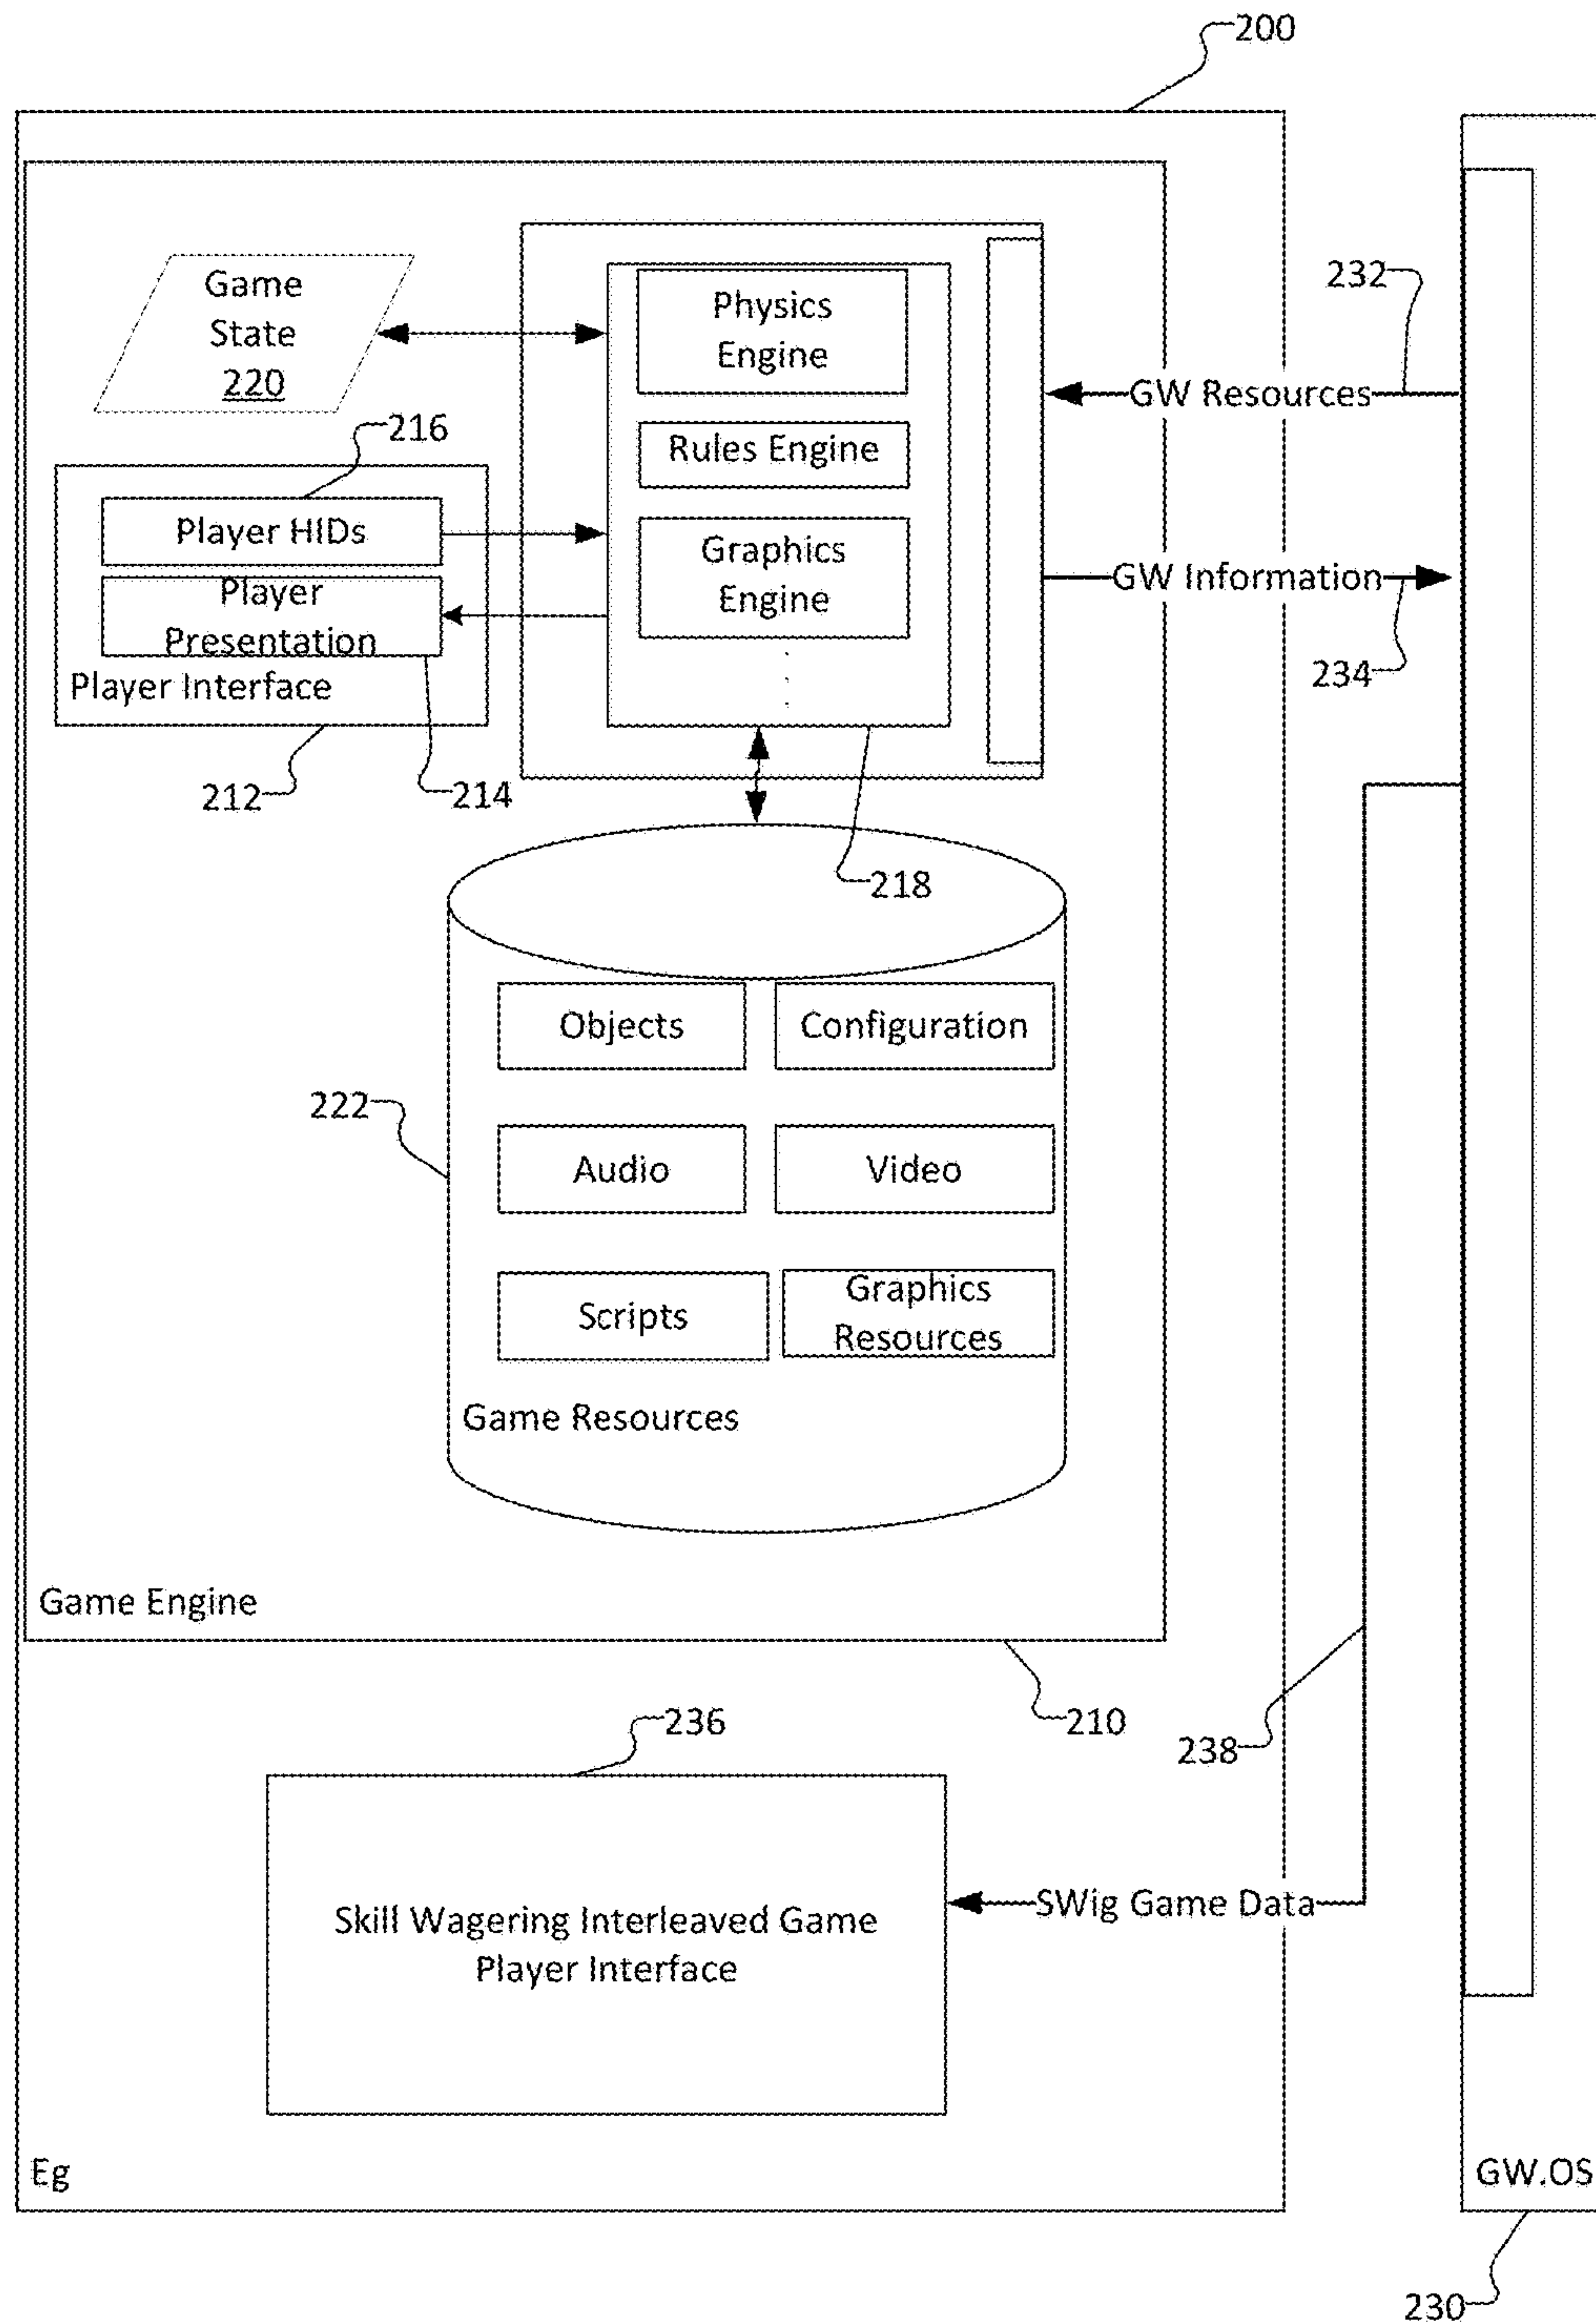 200
Game
State
220
Physics
Engine
Rules Engine
Graphics
Engine
216
Player HIDs
Player
Presentation
Player Interface
212
214
218
232
GW Resources
GW Information
234
222
Objects
Configuration
Audio
Video
Scripts
Graphics
Resources
Game Resources
Game Engine
210
238
236
Skill Wagering Interleaved Game
Player Interface
SWig Game Data
Eg
GW.OS
230